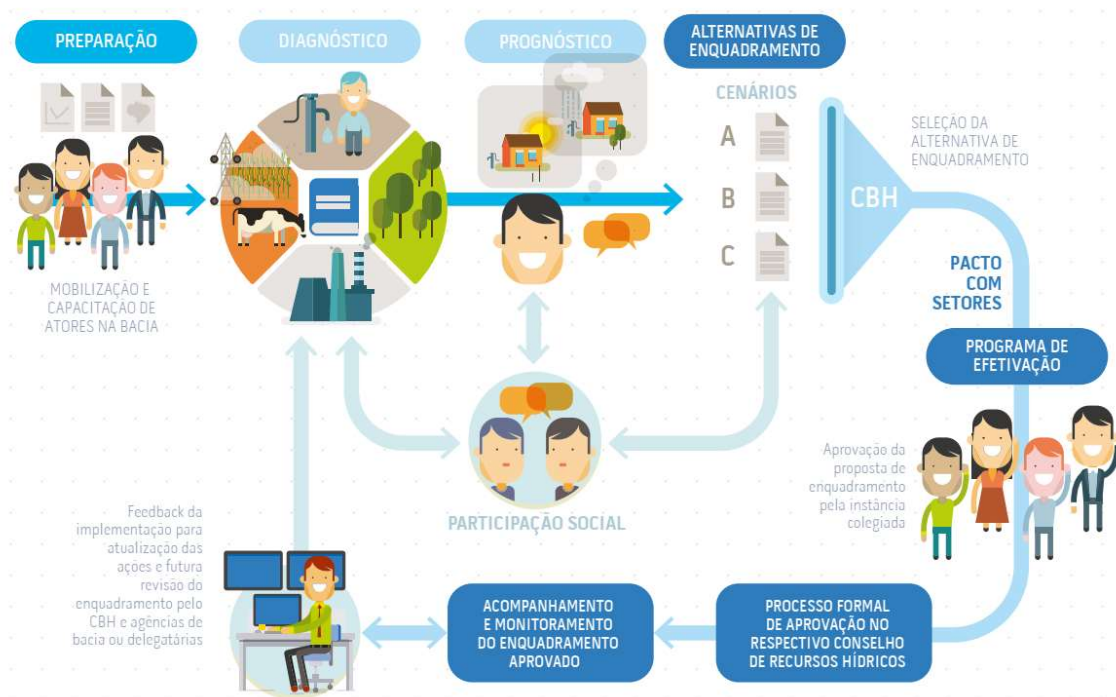 PREPARAÇÃO
DIAGNÓSTICO
PROGNÓSTICO
ALTERNATIVAS DE
ENQUADRAMENTO
CENÁRIOS
A
B
C
CBH
SELEÇÃO DA
ALTERNATIVA DE
ENQUADRAMENTO
MOBILIZAÇÃO E
CAPACITAÇÃO DE
ATORES NA BACIA
PACTO
COM
SETORES
PROGRAMA DE
EFETIVAÇÃO
Aprovação da
proposta de
enquadramento
pela instância
colegiada
PARTICIPAÇÃO SOCIAL
Feedback da
implementação para
atualização das
ações e futura
revisão do
enquadramento pelo
CBH e agências de
bacia ou delegatárias
ACOMPANHAMENTO
E MONITORAMENTO
DO ENQUADRAMENTO
APROVADO
PROCESSO FORMAL
DE APROVAÇÃO NO
RESPECTIVO CONSELHO
DE RECURSOS HÍDRICOS